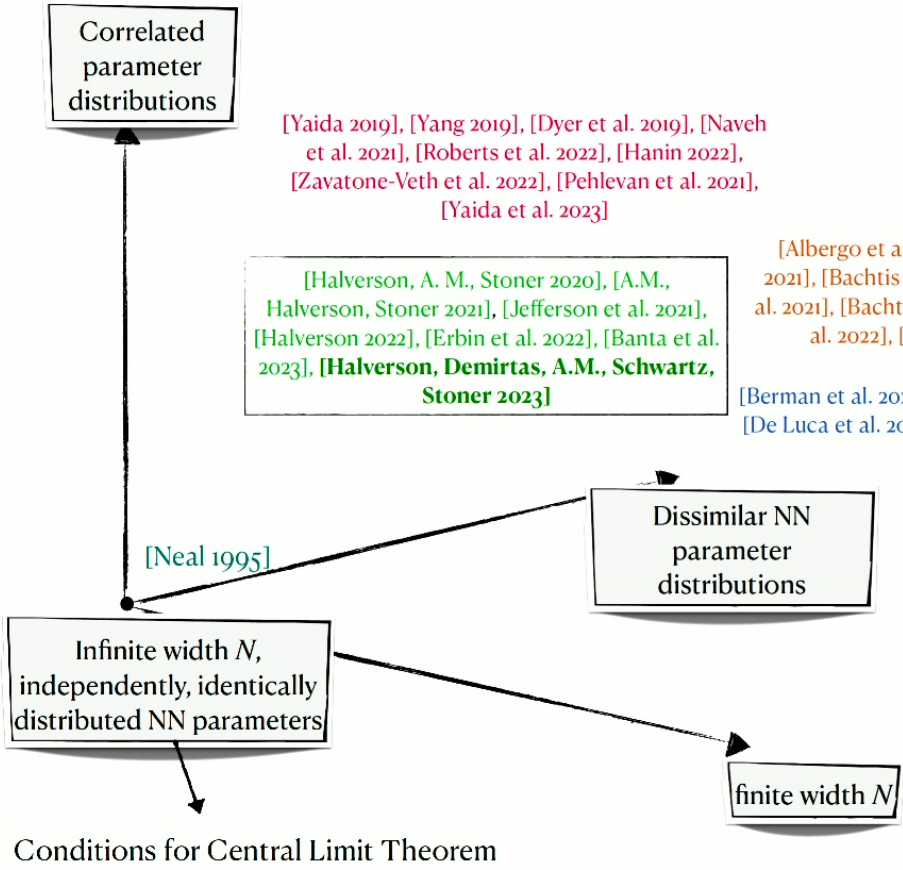 Correlated
parameter
distributions
[Yaida 2019], [Yang 2019], [Dyer et al. 2019], [Naveh
et al. 2021], [Roberts et al. 2022], [Hanin 2022],
[Zavatone-Veth et al. 2022], [Pehlevan et al. 2021],
[Yaida et al. 2023]
[Halverson, A. M., Stoner 2020], [A.M.,
Halverson, Stoner 2021], [Jefferson et al. 2021],
[Halverson 2022], [Erbin et al. 2022], [Banta et al.
2023], [Halverson, Demirtas, A.M., Schwartz,
Stoner 2023]
[Albergo et a
2021], [Bachtis
al. 2021], [Bacht
al. 2022], [
[Berman et al. 202
[De Luca et al. 20
Dissimilar NN
parameter
distributions
[Neal 1995]
Infinite width N,
independently, identically
distributed NN parameters
finite width N
Conditions for Central Limit Theorem